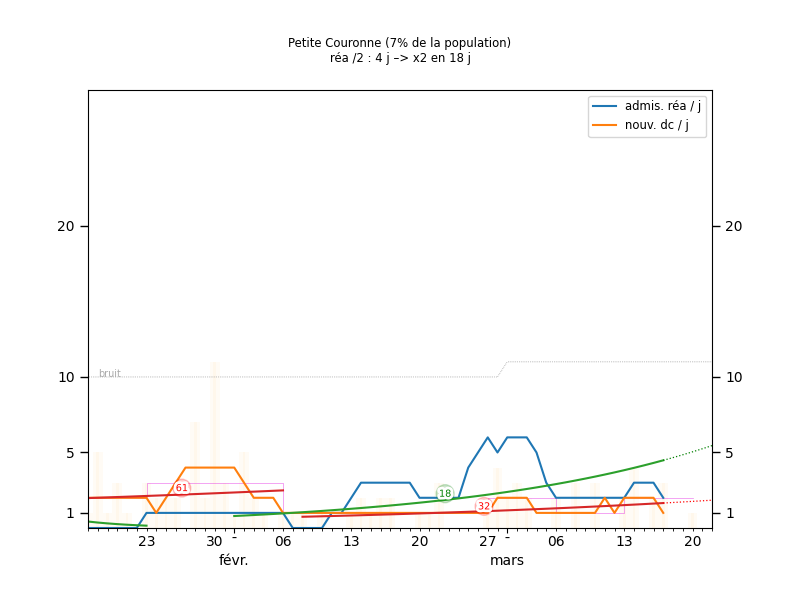 Petite Couronne (7% de la population)
réa /2 : 4 j –> x2 en 18 j
admis. réa / j
nouv. dc / j
20 20
bruit
10 10
5 5
61
18
32
1 1
23 30 06 13 20 27 06 13 20
févr. mars